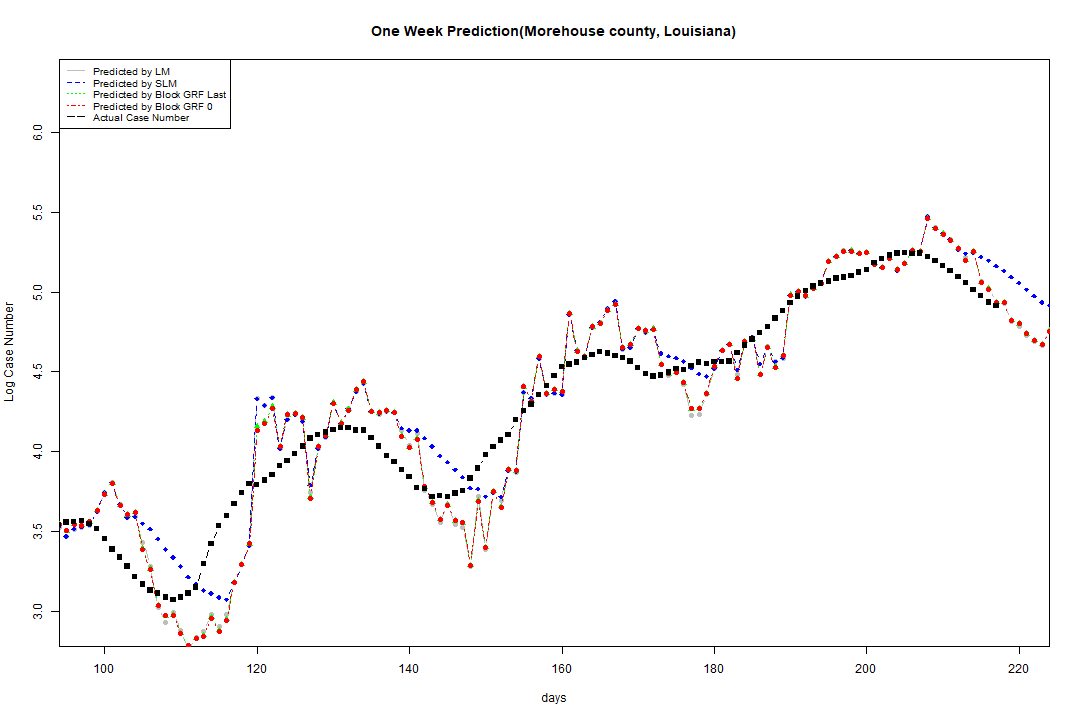 One Week Prediction(Morehouse county, Louisiana)
Predicted by LM
Predicted by SLM
Predicted by Block GRF Last
Predicted by Block GRF 0
Actual Case Number
Log Case Number
6.0
5.5
5.0
4.5
4.0
3.5
3.0
100 120 140 160 180 200 220
days